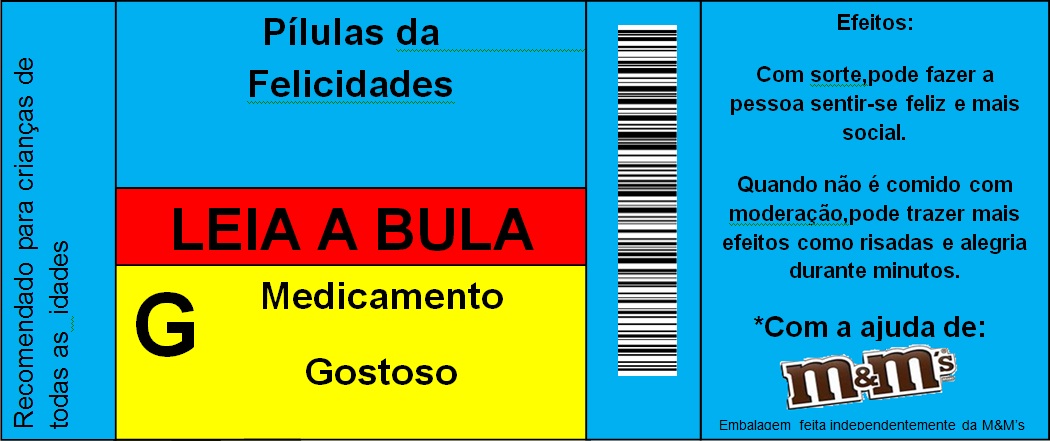 Recomendado para crianças de
todas as idades
Pílulas da
Felicidades
LEIA A BULA
G
Medicamento
Gostoso
Efeitos:
Com sorte,pode fazer a
pessoa sentir-se feliz e mais
social.
Quando não é comido com
moderação,pode trazer mais
efeitos como risadas e alegria
durante minutos.
*Com a ajuda de:
m&m's
Embalagem feita independentemente da M&M's